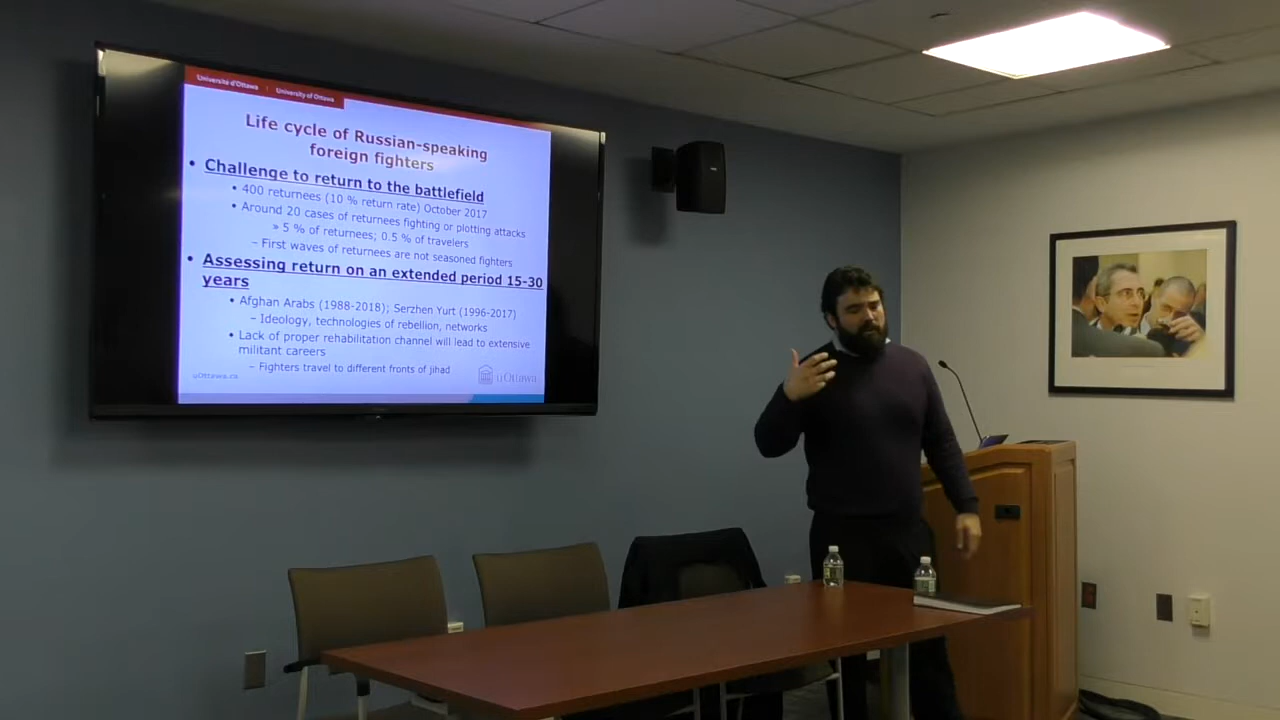 Université d'Ottawa | University of Ottawa
Life cycle of Russian-speaking
foreign fighters
• Challenge to return to the battlefield
• 400 returnees (10 % return rate) October 2017
• Around 20 cases of returnees fighting or plotting attacks
» 5 % of returnees; 0.5 % of travelers
– First waves of returnees are not seasoned fighters
• Assessing return on an extended period 15-30
years
• Afghan Arabs (1988-2018); Serzhen Yurt (1996-2017)
– Ideology, technologies of rebellion, networks
• Lack of proper rehabilitation channel will lead to extensive
militant careers
– Fighters travel to different fronts of jihad
uOttawa.ca
uOttawa